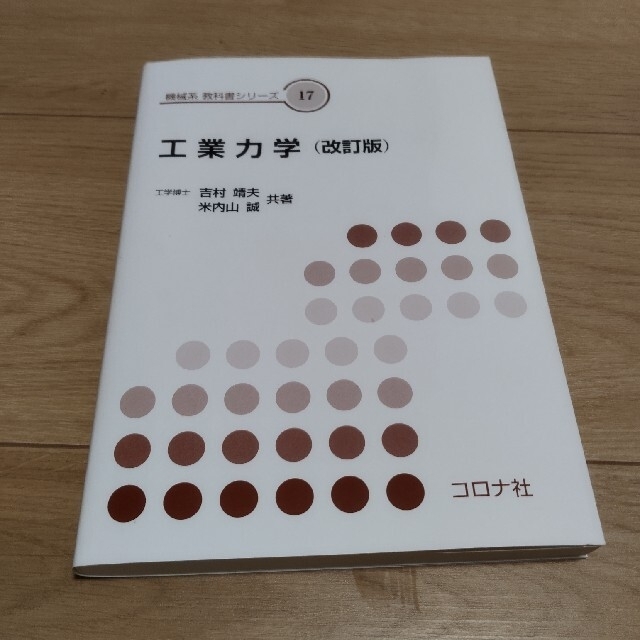 機械系 教科書シリーズ 17
工業力学(改訂版)
工学博士 吉村 靖夫
米内山 誠 共著
コロナ社